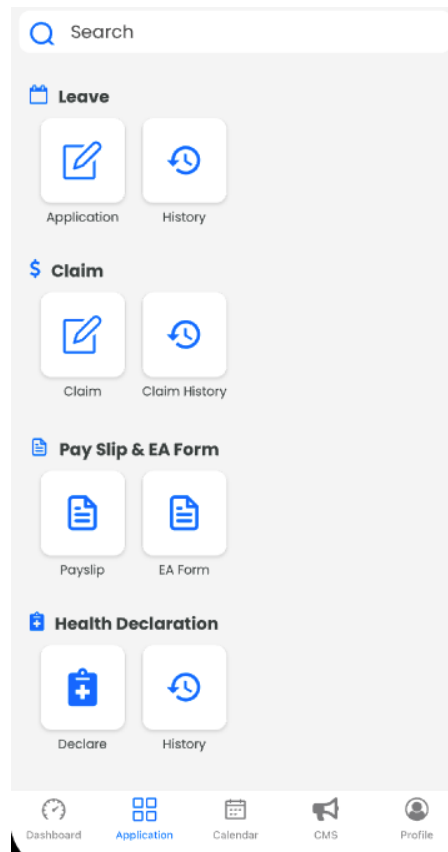 Search
Leave
Application History
$ Claim
Claim Claim History
Pay Slip & EA Form
Payslip EA Form
Health Declaration
Declare History
Dashboard Application Calendar CMS Profile